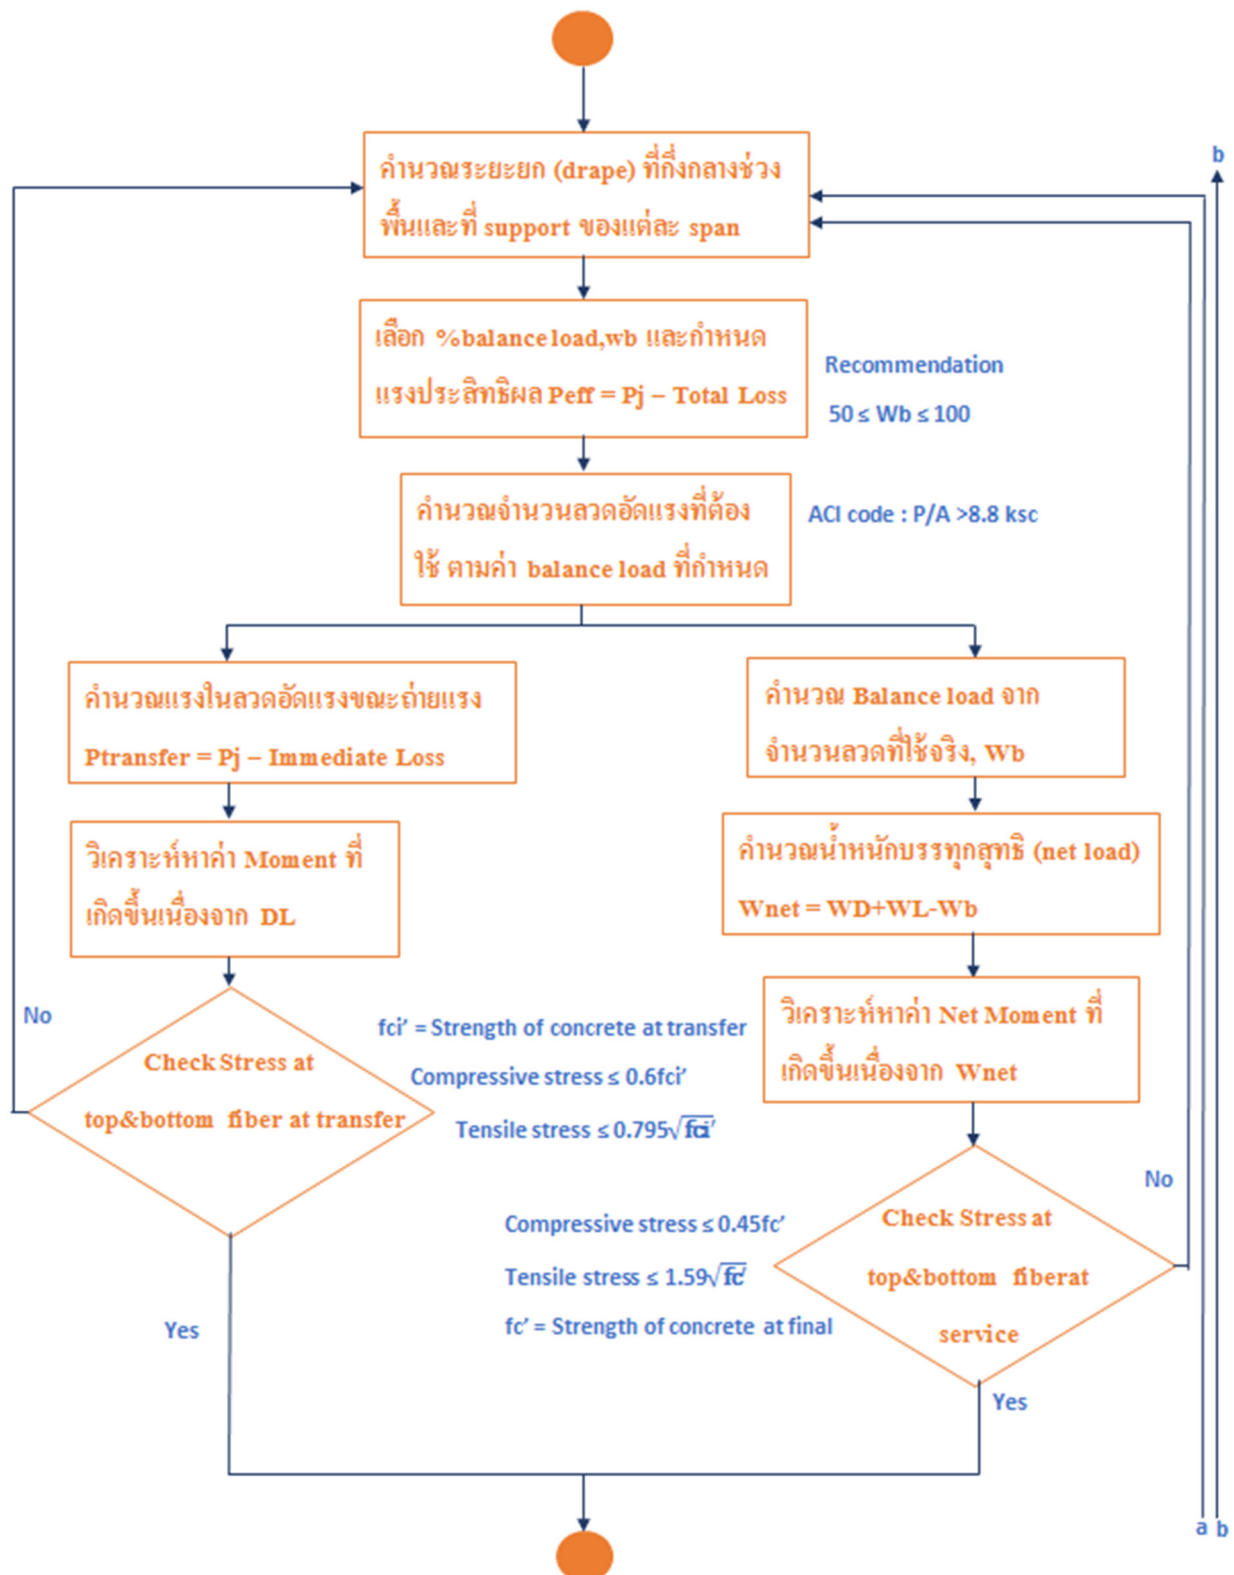 b
คำนวณระยะยก (drape) ที่กึ่งกลางช่วง
พื้นและที่ support ของแต่ละ span
เลือก %balance load,wb และกำหนด
แรงประสิทธิผล Peff = Pj – Total Loss
Recommendation
50 ≤ Wb ≤ 100
คำนวณจำนวนลวดอัดแรงที่ต้อง
ใช้ ตามค่า balance load ที่กำหนด
ACI code : P/A >8.8 ksc
คำนวณแรงในลวดอัดแรงขณะถ่ายแรง
Ptransfer = Pj – Immediate Loss
คำนวณ Balance load จาก
จำนวนลวดที่ใช้จริง, Wb
วิเคราะห์หาค่า Moment ที่
เกิดขึ้นเนื่องจาก DL
คำนวณน้ำหนักบรรทุกสุทธิ (net load)
Wnet = WD+WL-Wb
วิเคราะห์หาค่า Net Moment ที่
เกิดขึ้นเนื่องจาก Wnet
No
Check Stress at
top&bottom fiber at transfer
fci’ = Strength of concrete at transfer
Compressive stress ≤ 0.6fci’
Tensile stress ≤ 0.795√fci’
Yes
No
Check Stress at
top&bottom fiberat
service
Compressive stress ≤ 0.45fc’
Tensile stress ≤ 1.59√fc’
fc’ = Strength of concrete at final
Yes
a b